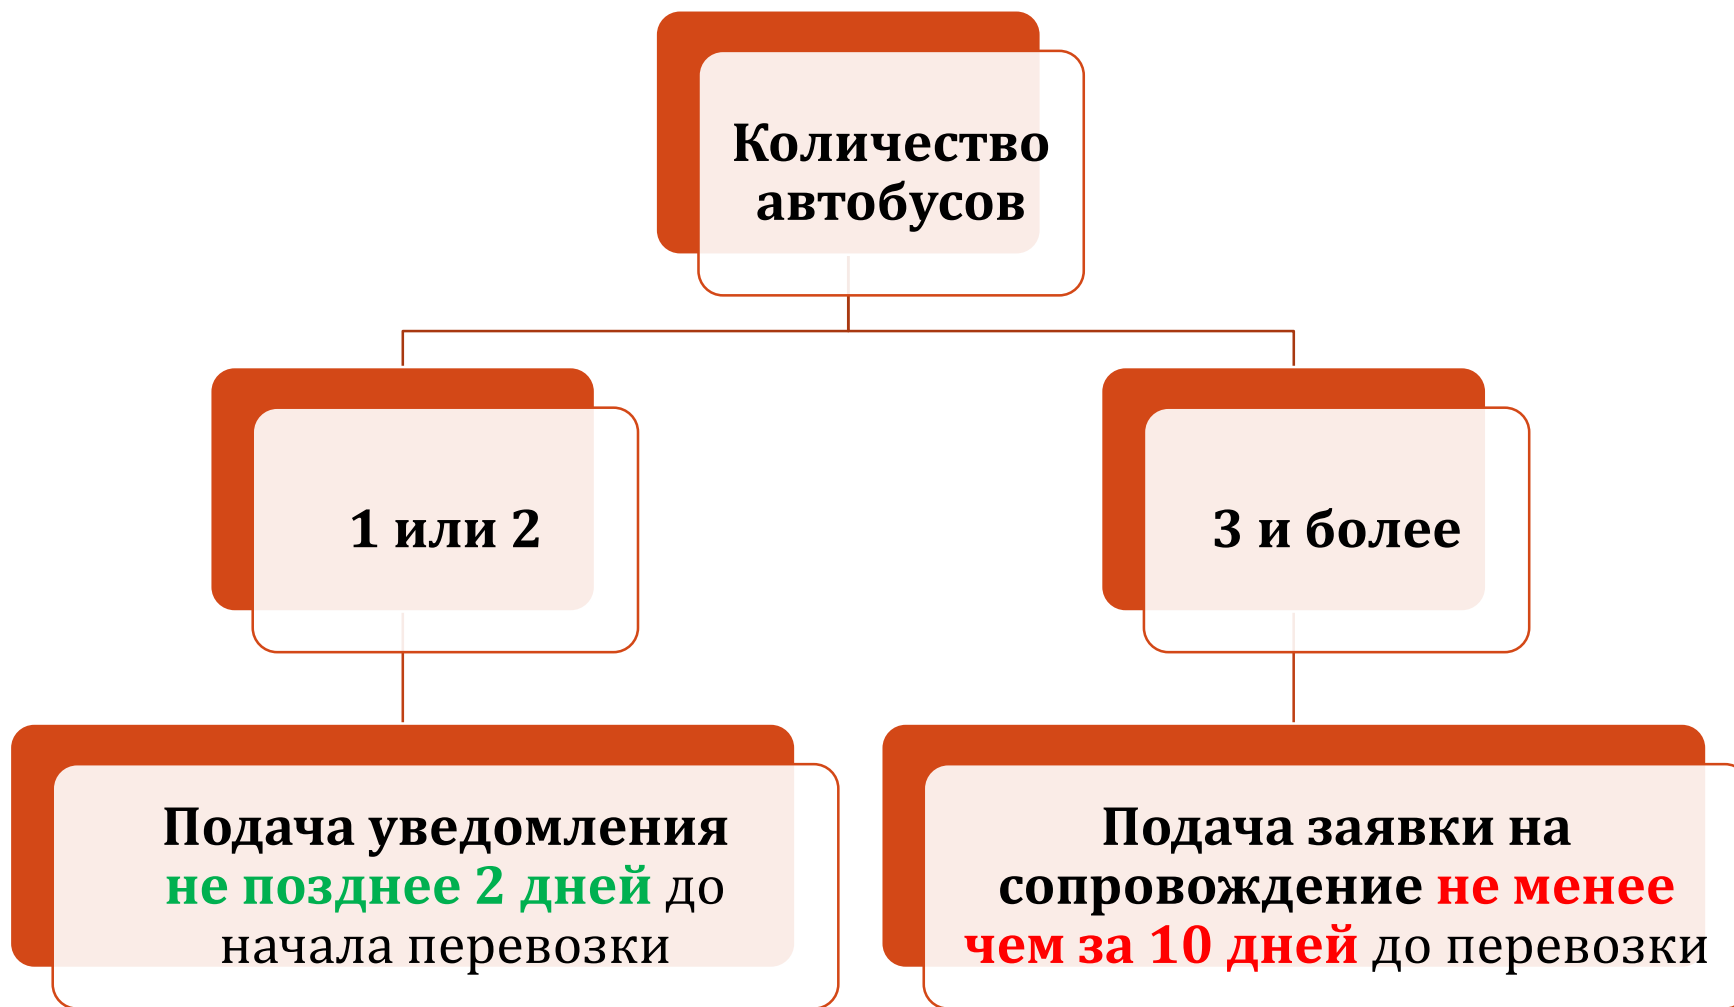 Количество
автобусов
1 или 2
3 и более
Подача уведомления
не позднее 2 дней до
начала перевозки
Подача заявки на
сопровождение не менее
чем за 10 дней до перевозки